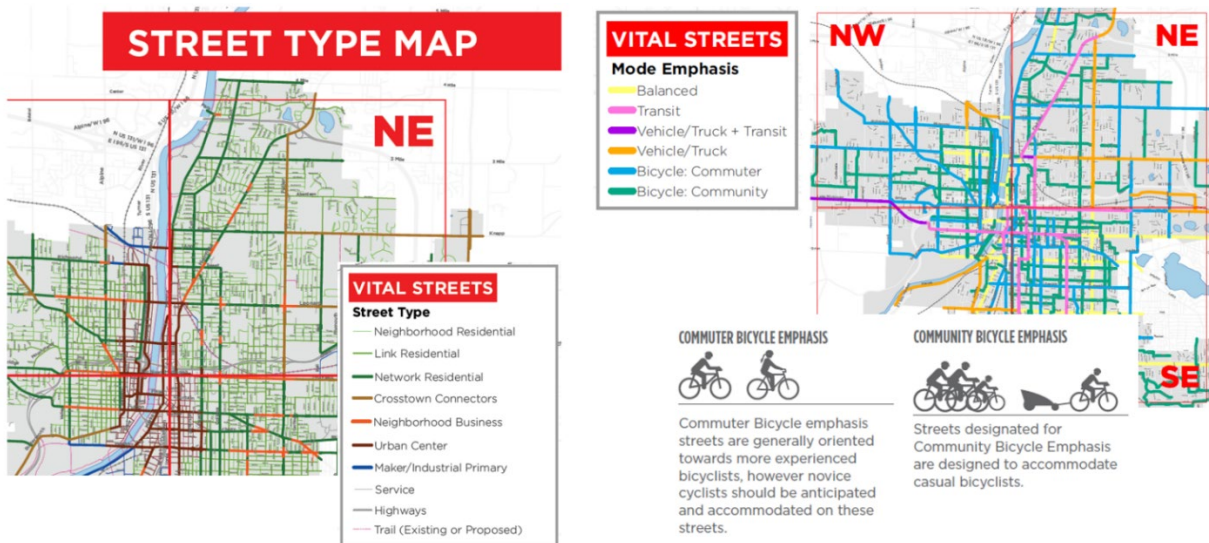 STREET TYPE MAP
NE
VITAL STREETS
Street Type
Neighborhood Residential
Link Residential
Network Residential
Crosstown Connectors
Neighborhood Business
Urban Center
Maker/Industrial Primary
Service
Highways
Trail (Existing or Proposed)
VITAL STREETS
Mode Emphasis
Balanced
Transit
Vehicle/Truck + Transit
Vehicle/Truck
Bicycle: Commuter
Bicycle: Community
NW
NE
SE
COMMUTER BICYCLE EMPHASIS
Commuter Bicycle emphasis
streets are generally oriented
towards more experienced
bicyclists, however novice
cyclists should be anticipated
and accommodated on these
streets.
COMMUNITY BICYCLE EMPHASIS
Streets designated for
Community Bicycle Emphasis
are designed to accommodate
casual bicyclists.